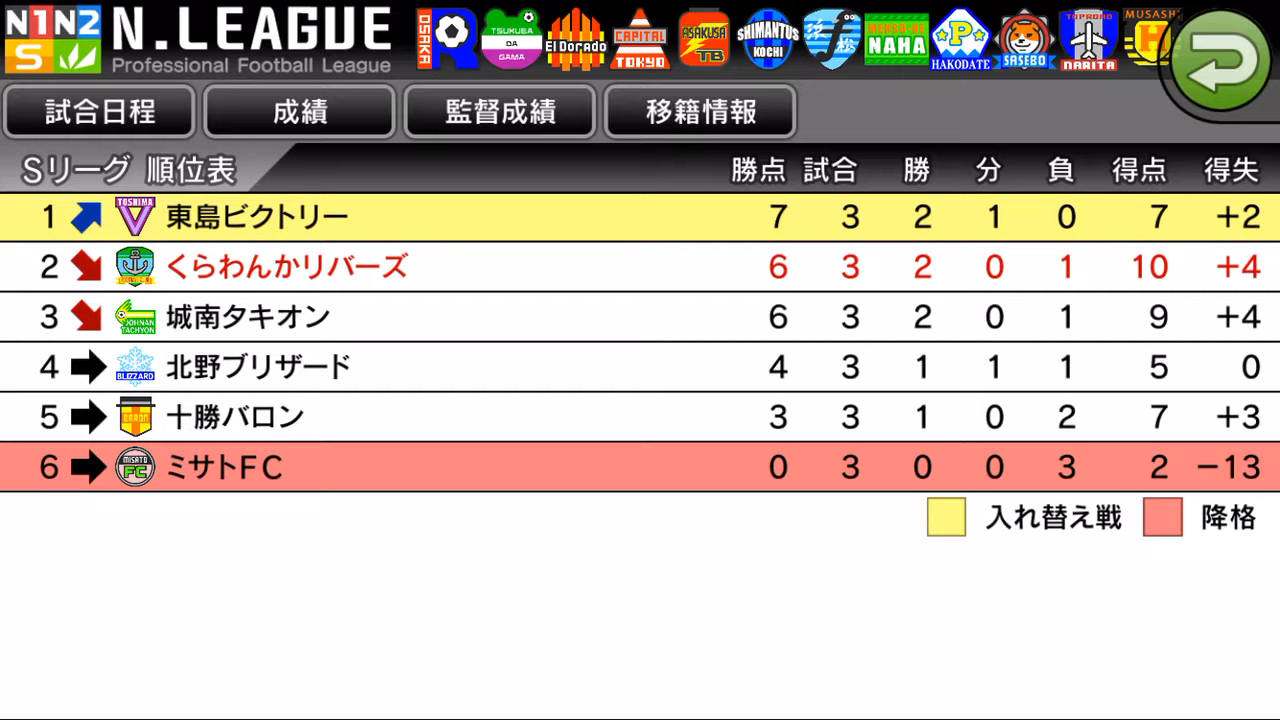 N1 N2 S N.LEAGUE
Professional Football League
OSAKA R TSUKUBA DA GAMA ElDorado CAPITAL TOKYO ASAKUSA TB SHIMANTUS KOCHI 浜松 NAHA P HAKODATE SASEBO NARITA MUSASHI H
試合日程 成績 監督成績 移籍情報
Sリーグ 順位表 勝点 試合 勝 分 負 得点 得失
1 TOSHIMA V 東島ビクトリー 7 3 2 1 0 7 +2
2 くらわんかリバーズ 6 3 2 0 1 10 +4
3 JOHNAN TACHYON 城南タキオン 6 3 2 0 1 9 +4
4 BLIZZARD 北野ブリザード 4 3 1 1 1 5 0
5 BARON 十勝バロン 3 3 1 0 2 7 +3
6 MISATO FC ミサトFC 0 3 0 0 3 2 −13
入れ替え戦 降格